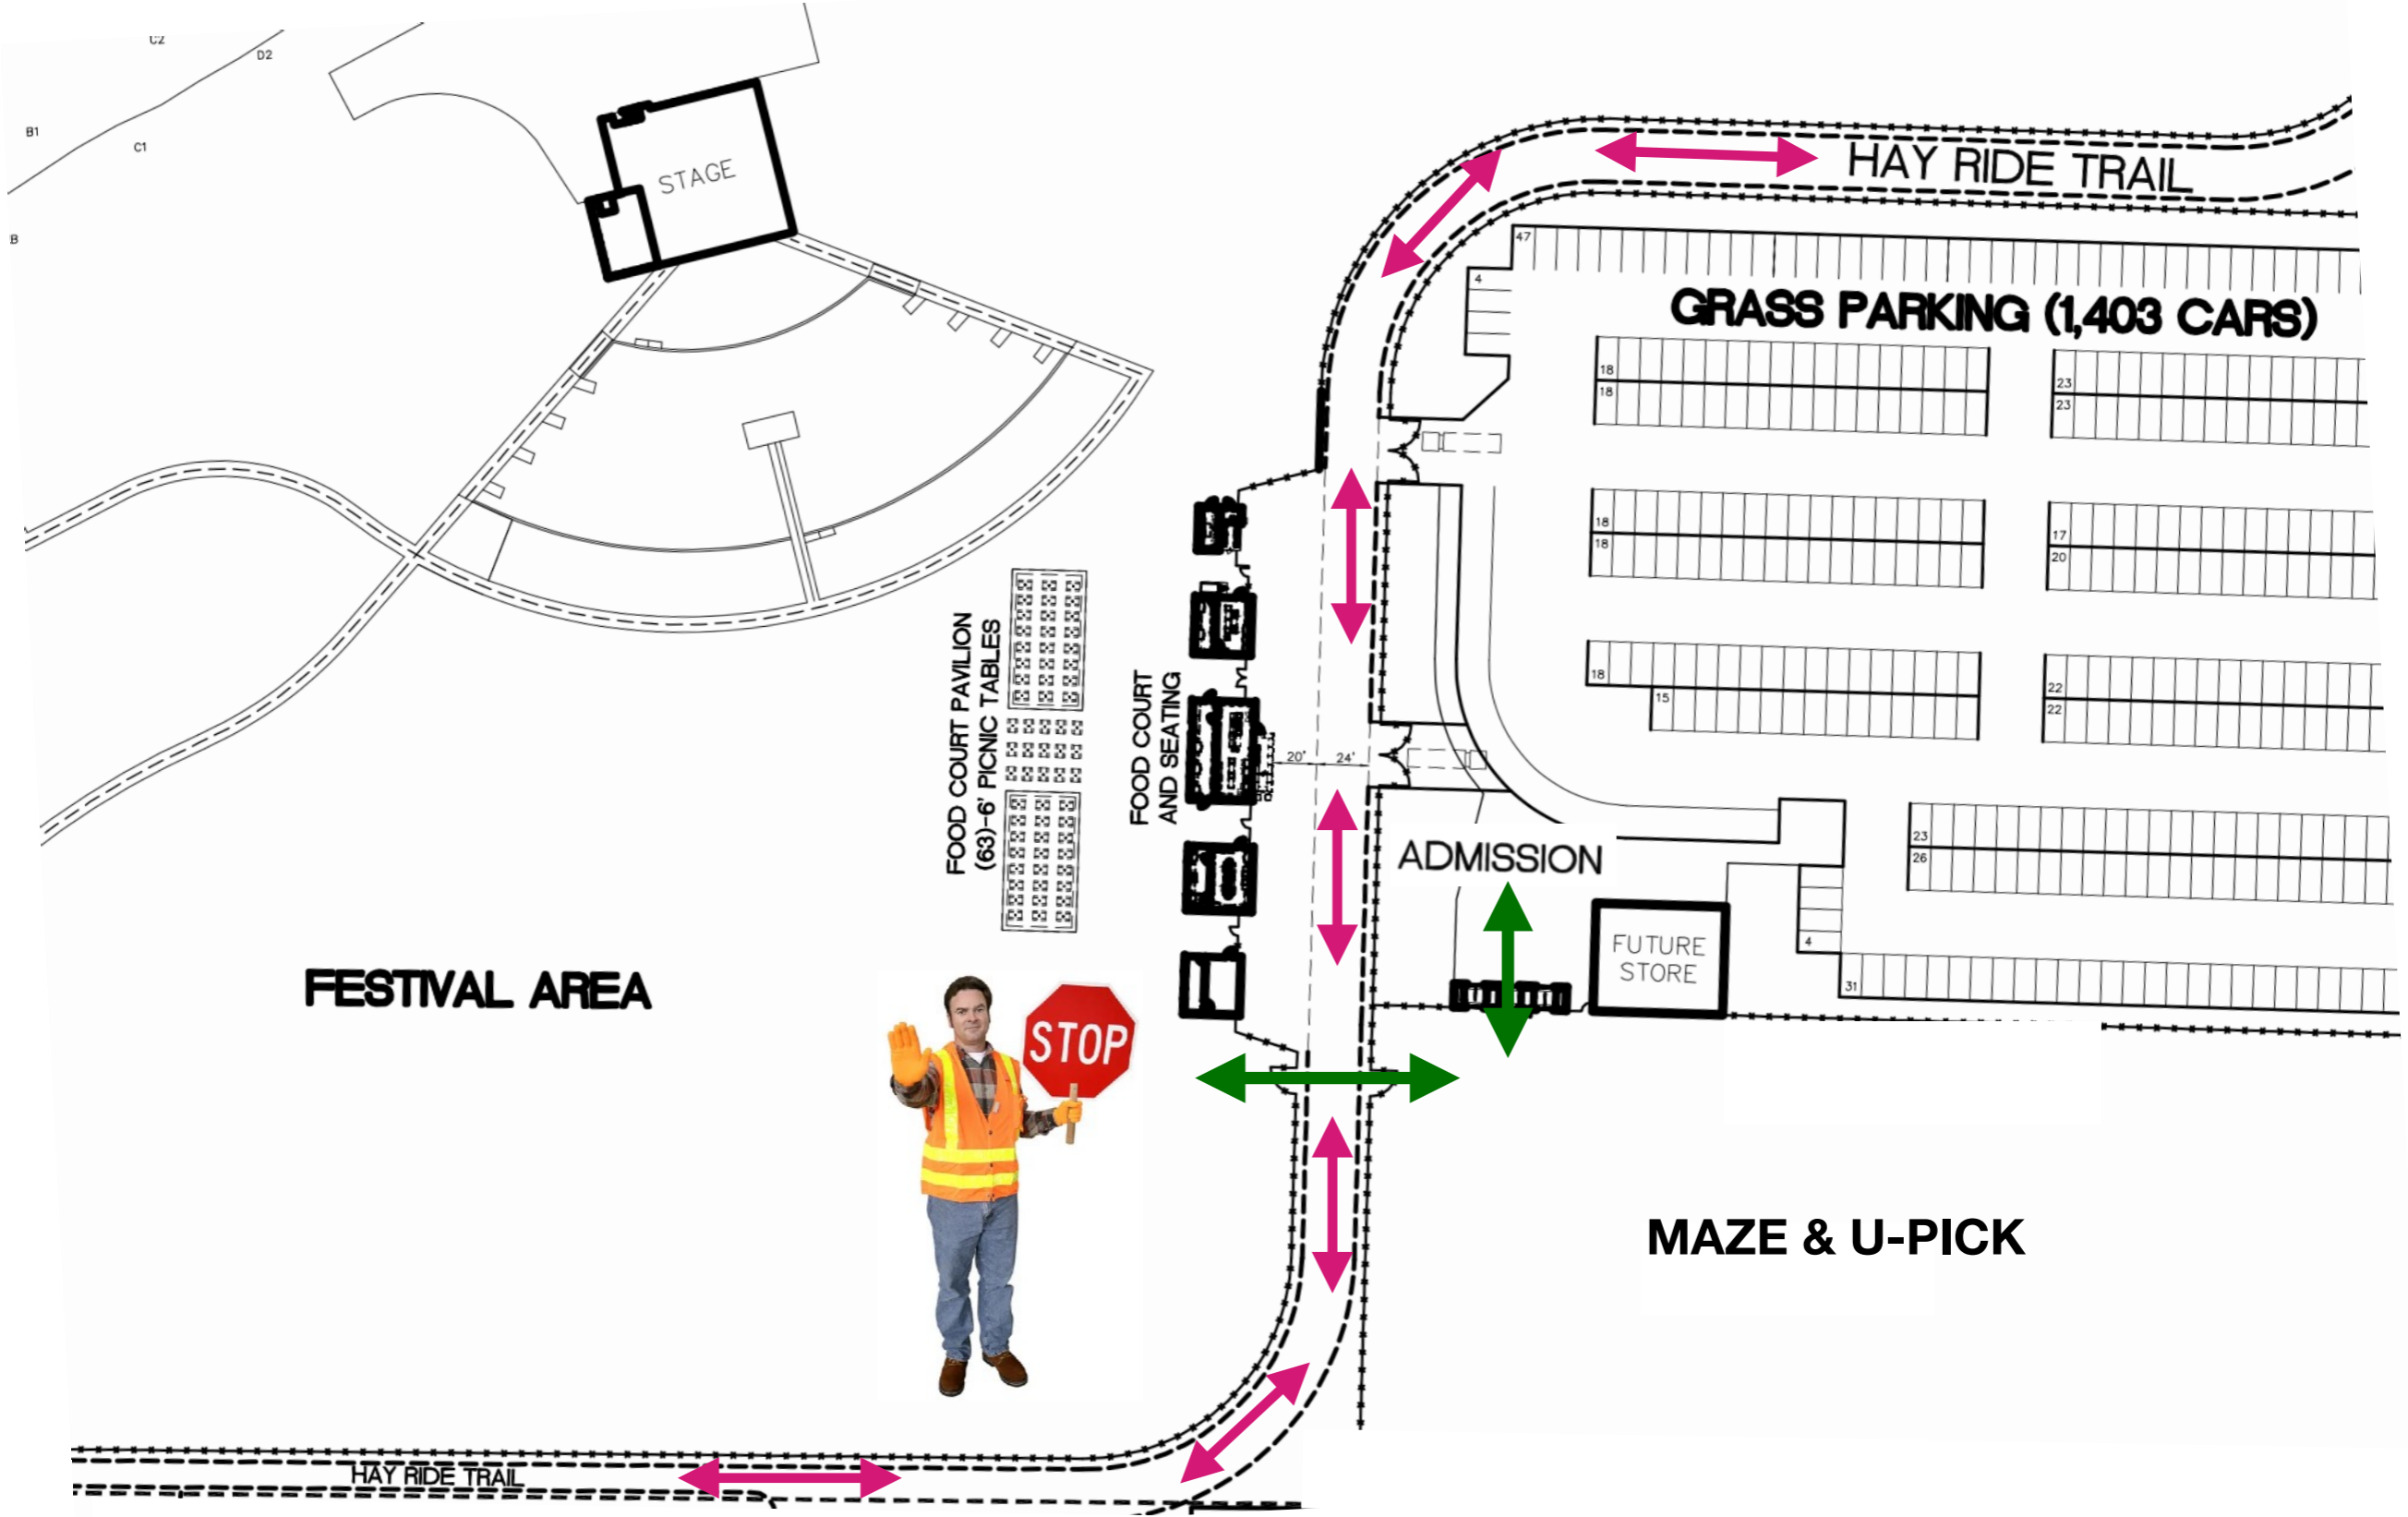 C2
D2
B1
C1
B
STAGE
HAY RIDE TRAIL
47
4
GRASS PARKING (1,403 CARS)
18
18
23
23
18
18
17
20
18
15
22
22
FOOD COURT PAVILION
(63)-6' PICNIC TABLES
FOOD COURT
AND SEATING
20'
24'
ADMISSION
23
26
FUTURE
STORE
4
31
FESTIVAL AREA
STOP
MAZE & U-PICK
HAY RIDE TRAIL